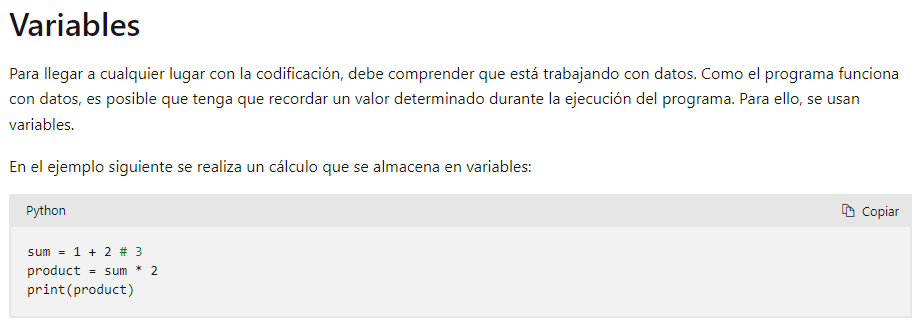 Variables
Para llegar a cualquier lugar con la codificación, debe comprender que está trabajando con datos. Como el programa funciona
con datos, es posible que tenga que recordar un valor determinado durante la ejecución del programa. Para ello, se usan
variables.
En el ejemplo siguiente se realiza un cálculo que se almacena en variables:
Python Copiar
sum = 1 + 2 # 3
product = sum * 2
print(product)